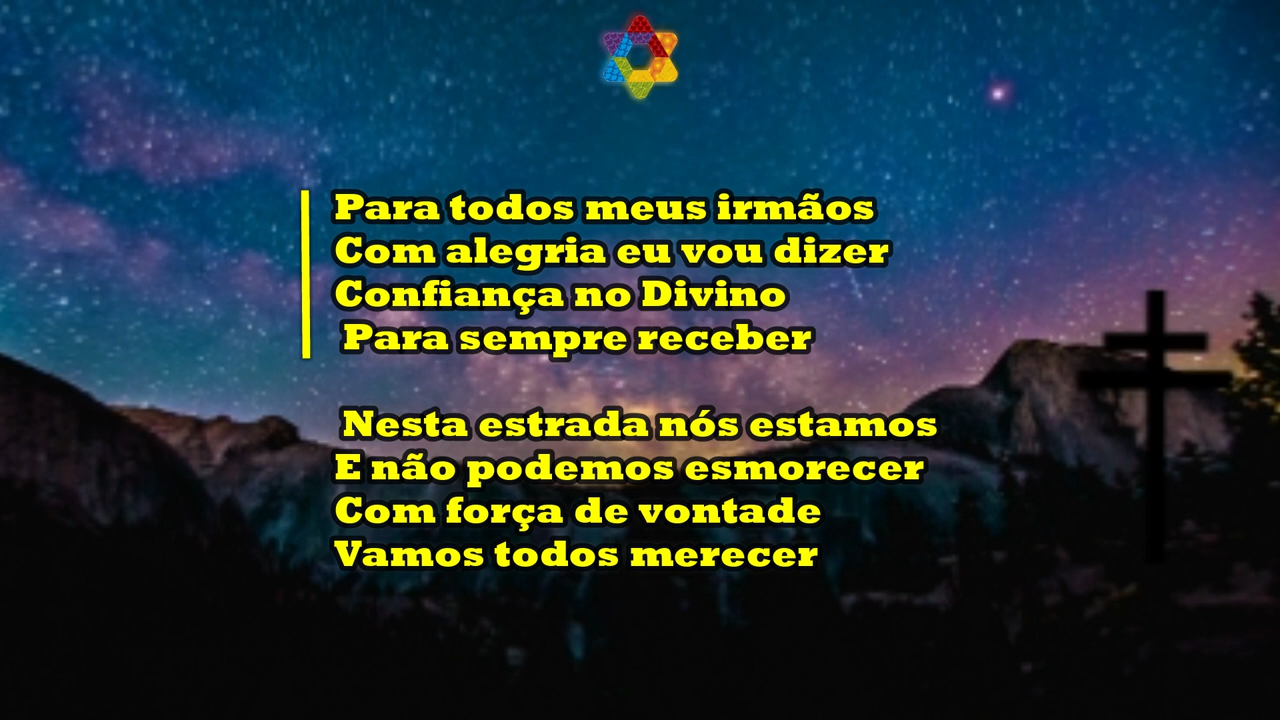 Para todos meus irmãos
Com alegria eu vou dizer
Confiança no Divino
Para sempre receber
Nesta estrada nós estamos
E não podemos esmorecer
Com força de vontade
Vamos todos merecer